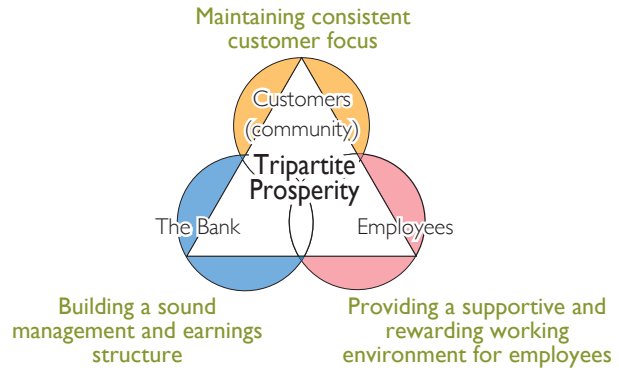 Maintaining consistent
customer focus
Customers
(community)
Tripartite
Prosperity
The Bank
Employees
Building a sound
management and earnings
structure
Providing a supportive and
rewarding working
environment for employees